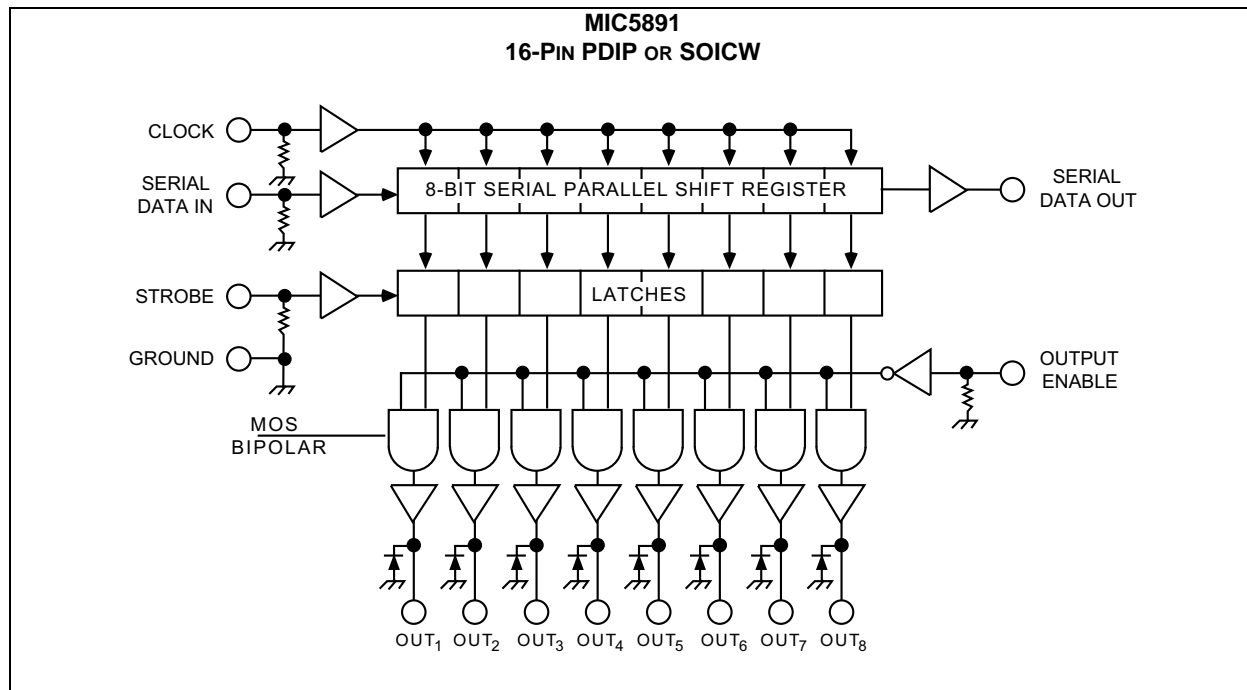 MIC5891
16-PIN PDIP OR SOICW
CLOCK
SERIAL
DATA IN
8-BIT SERIAL PARALLEL SHIFT REGISTER
SERIAL
DATA OUT
STROBE
LATCHES
GROUND
OUTPUT
ENABLE
MOS
BIPOLAR
OUT1 OUT2 OUT3 OUT4 OUT5 OUT6 OUT7 OUT8